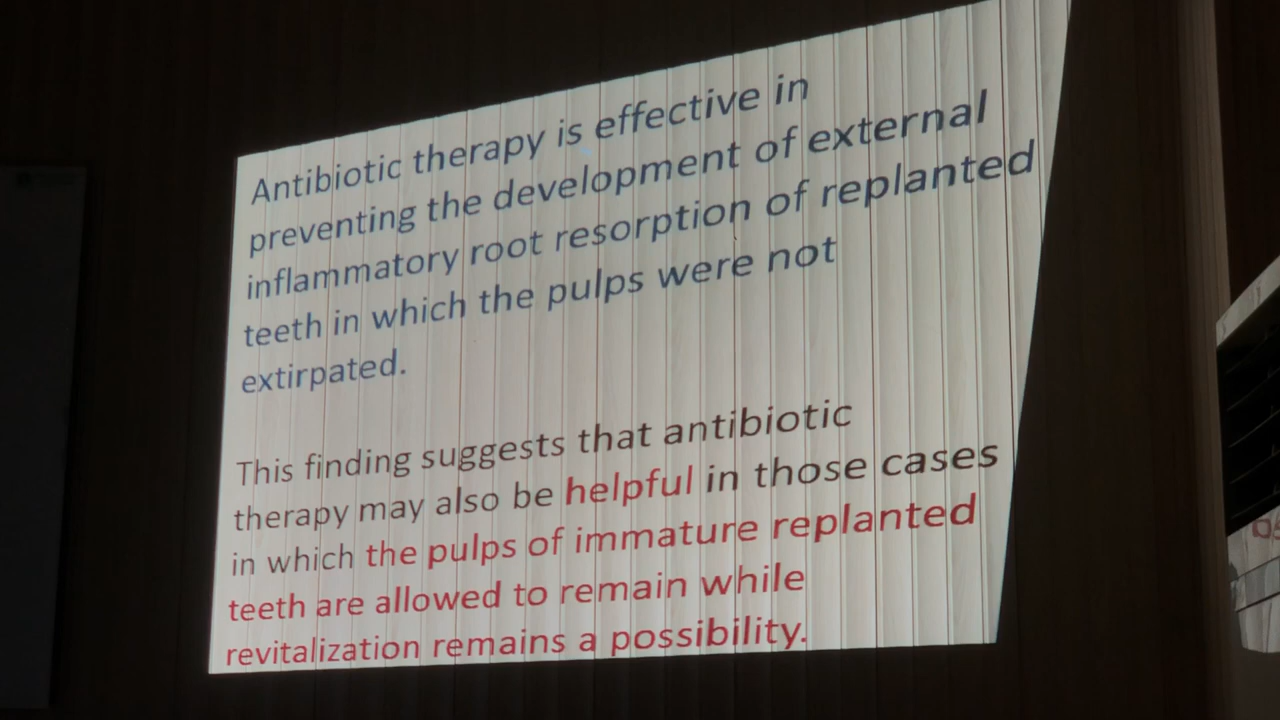 Antibiotic therapy is effective in
preventing the development of external
inflammatory root resorption of replanted
teeth in which the pulps were not
extirpated.
This finding suggests that antibiotic
therapy may also be helpful in those cases
in which the pulps of immature replanted
teeth are allowed to remain while
revitalization remains a possibility.